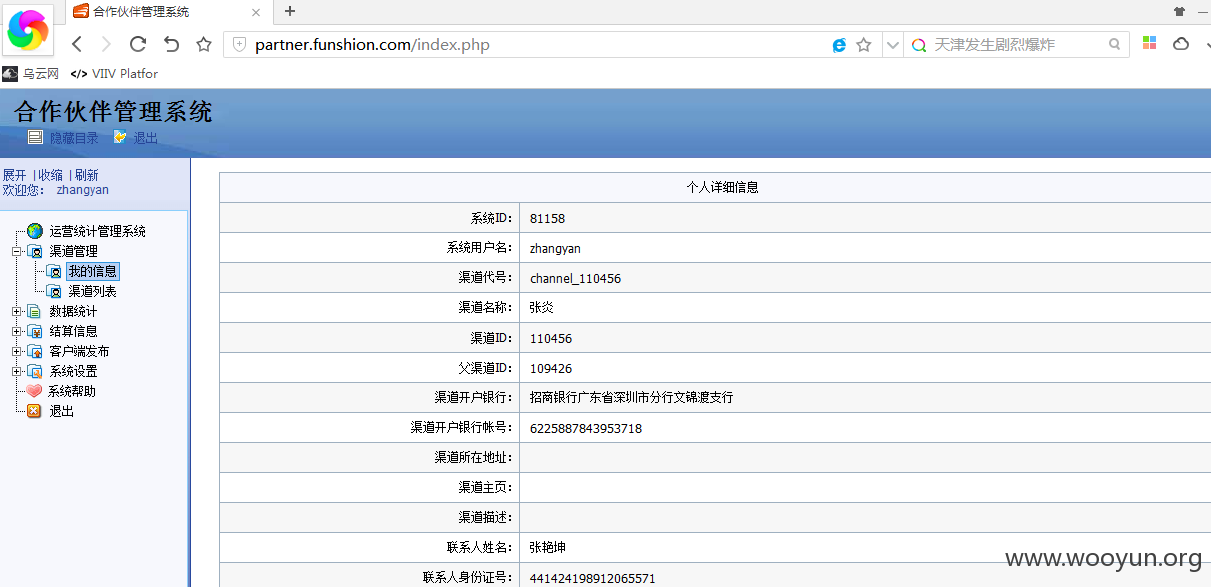 合作伙伴管理系统
partner.funshion.com/index.php
天津发生剧烈爆炸
乌云网 </> VIIV Platfor
合作伙伴管理系统
隐藏目录 退出
展开 |收缩 |刷新
欢迎您: zhangyan
运营统计管理系统
渠道管理
我的信息
渠道列表
数据统计
结算信息
客户端发布
系统设置
系统帮助
退出
个人详细信息
系统ID: 81158
系统用户名: zhangyan
渠道代号: channel_110456
渠道名称: 张炎
渠道ID: 110456
父渠道ID: 109426
渠道开户银行: 招商银行广东省深圳市分行文锦渡支行
渠道开户银行帐号: 6225887843953718
渠道所在地址:
渠道主页:
渠道描述:
联系人姓名: 张艳坤
联系人身份证号: 441424198912065571
www.wooyun.org